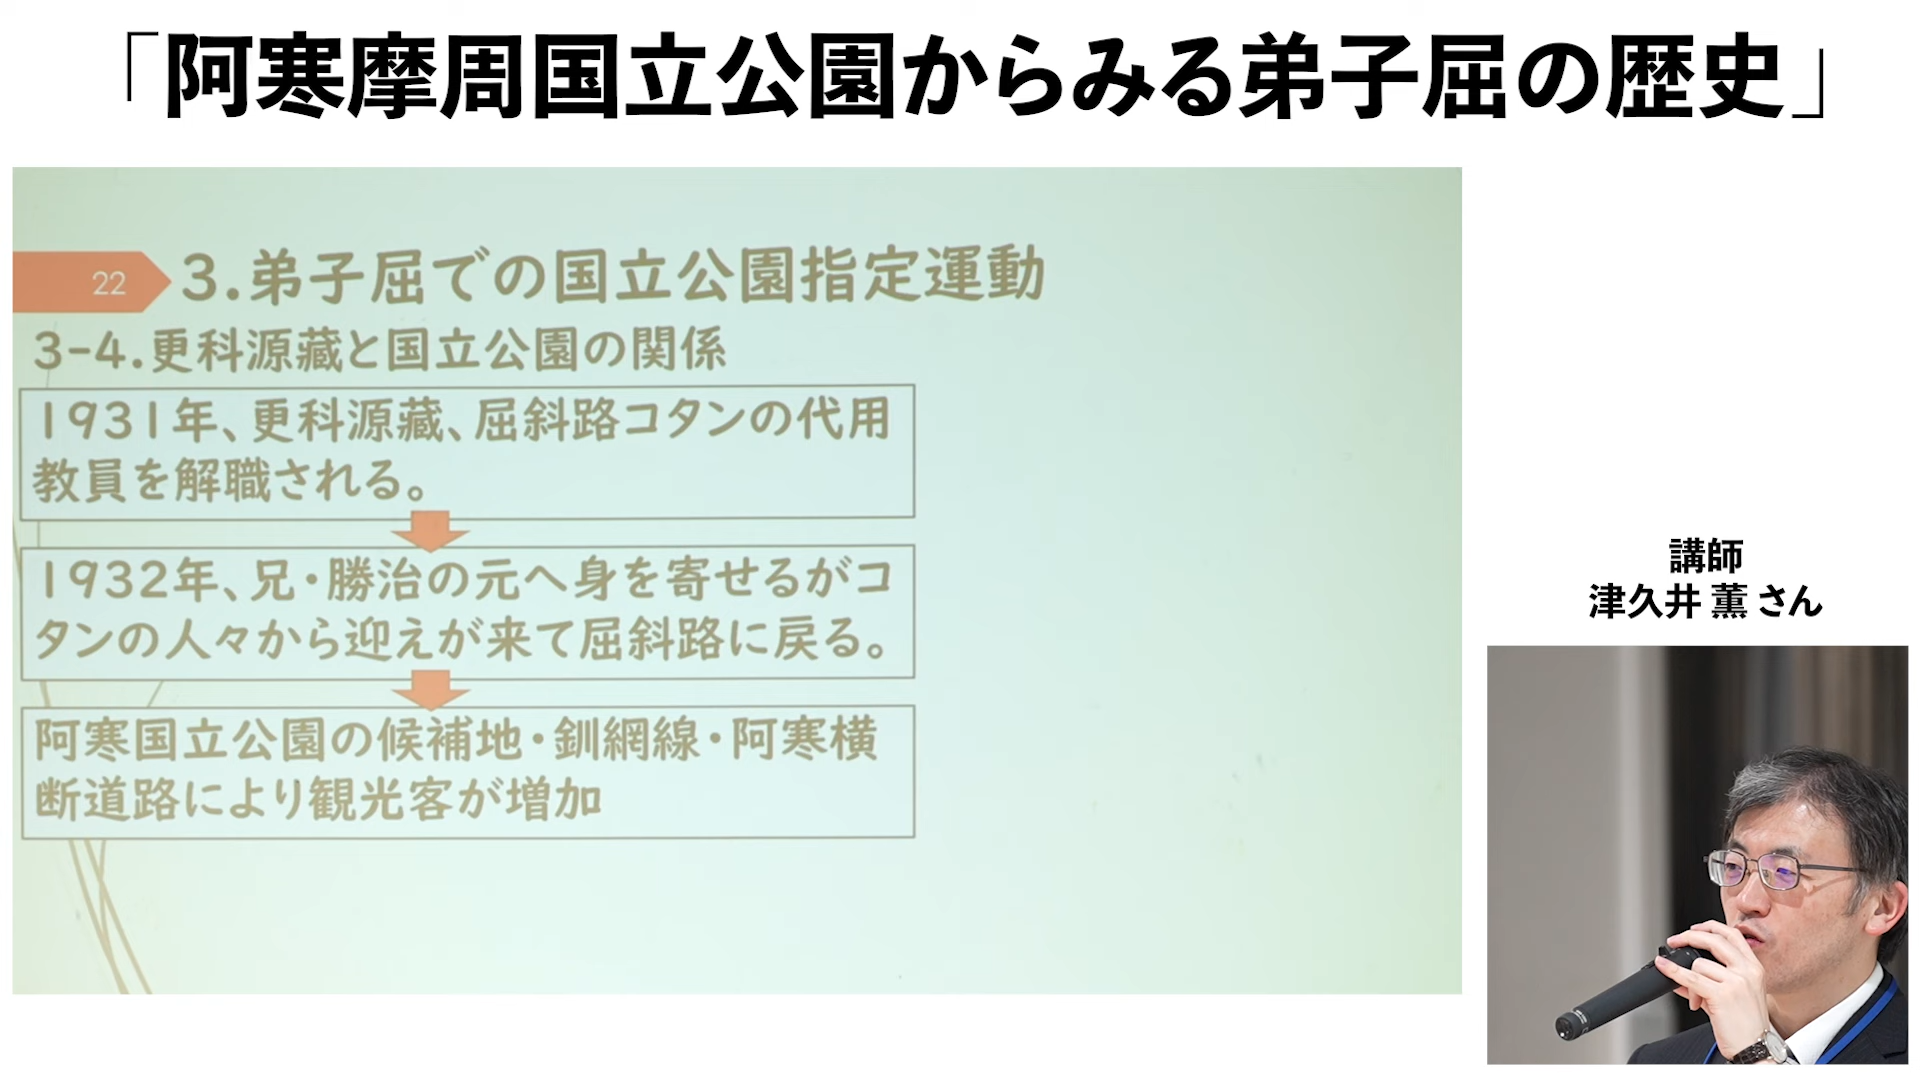 「阿寒摩周国立公園からみる弟子屈の歴史」
22
3.弟子屈での国立公園指定運動
3-4.更科源藏と国立公園の関係
1931年、更科源藏、屈斜路コタンの代用
教員を解職される。
1932年、兄・勝治の元へ身を寄せるがコ
タンの人々から迎えが来て屈斜路に戻る。
阿寒国立公園の候補地・釧網線・阿寒横
断道路により観光客が増加
講師
津久井 薫 さん